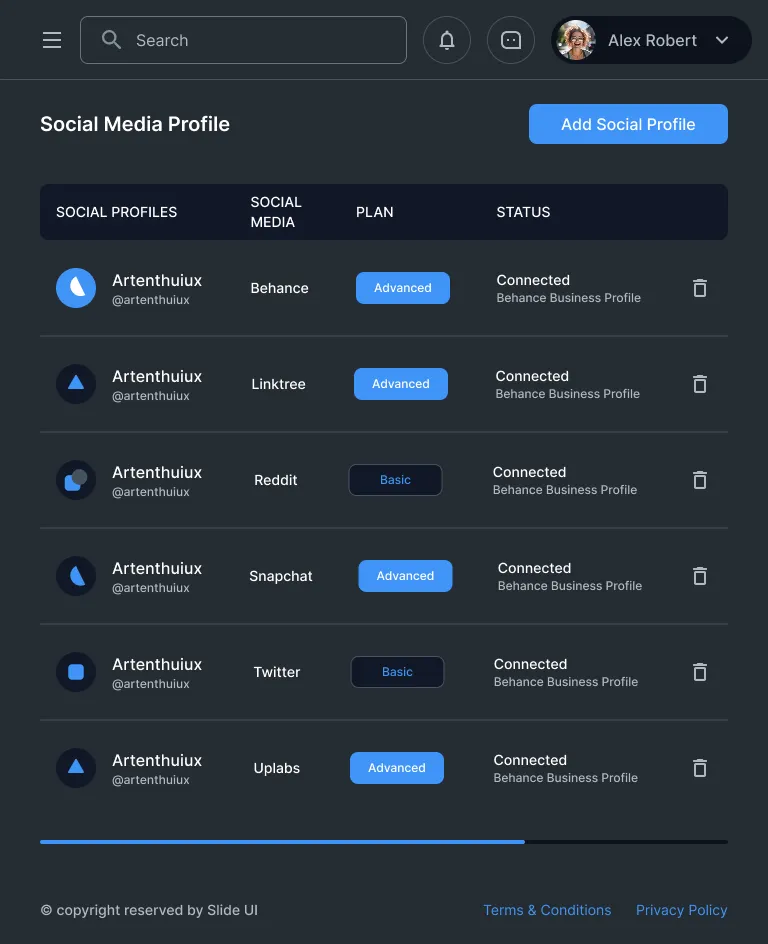 Search
Alex Robert
Social Media Profile
Add Social Profile
SOCIAL PROFILES
SOCIAL
MEDIA
PLAN
STATUS
Artenthuiux
@artenthuiux
Behance
Advanced
Connected
Behance Business Profile
Artenthuiux
@artenthuiux
Linktree
Advanced
Connected
Behance Business Profile
Artenthuiux
@artenthuiux
Reddit
Basic
Connected
Behance Business Profile
Artenthuiux
@artenthuiux
Snapchat
Advanced
Connected
Behance Business Profile
Artenthuiux
@artenthuiux
Twitter
Basic
Connected
Behance Business Profile
Artenthuiux
@artenthuiux
Uplabs
Advanced
Connected
Behance Business Profile
© copyright reserved by Slide UI
Terms & Conditions
Privacy Policy